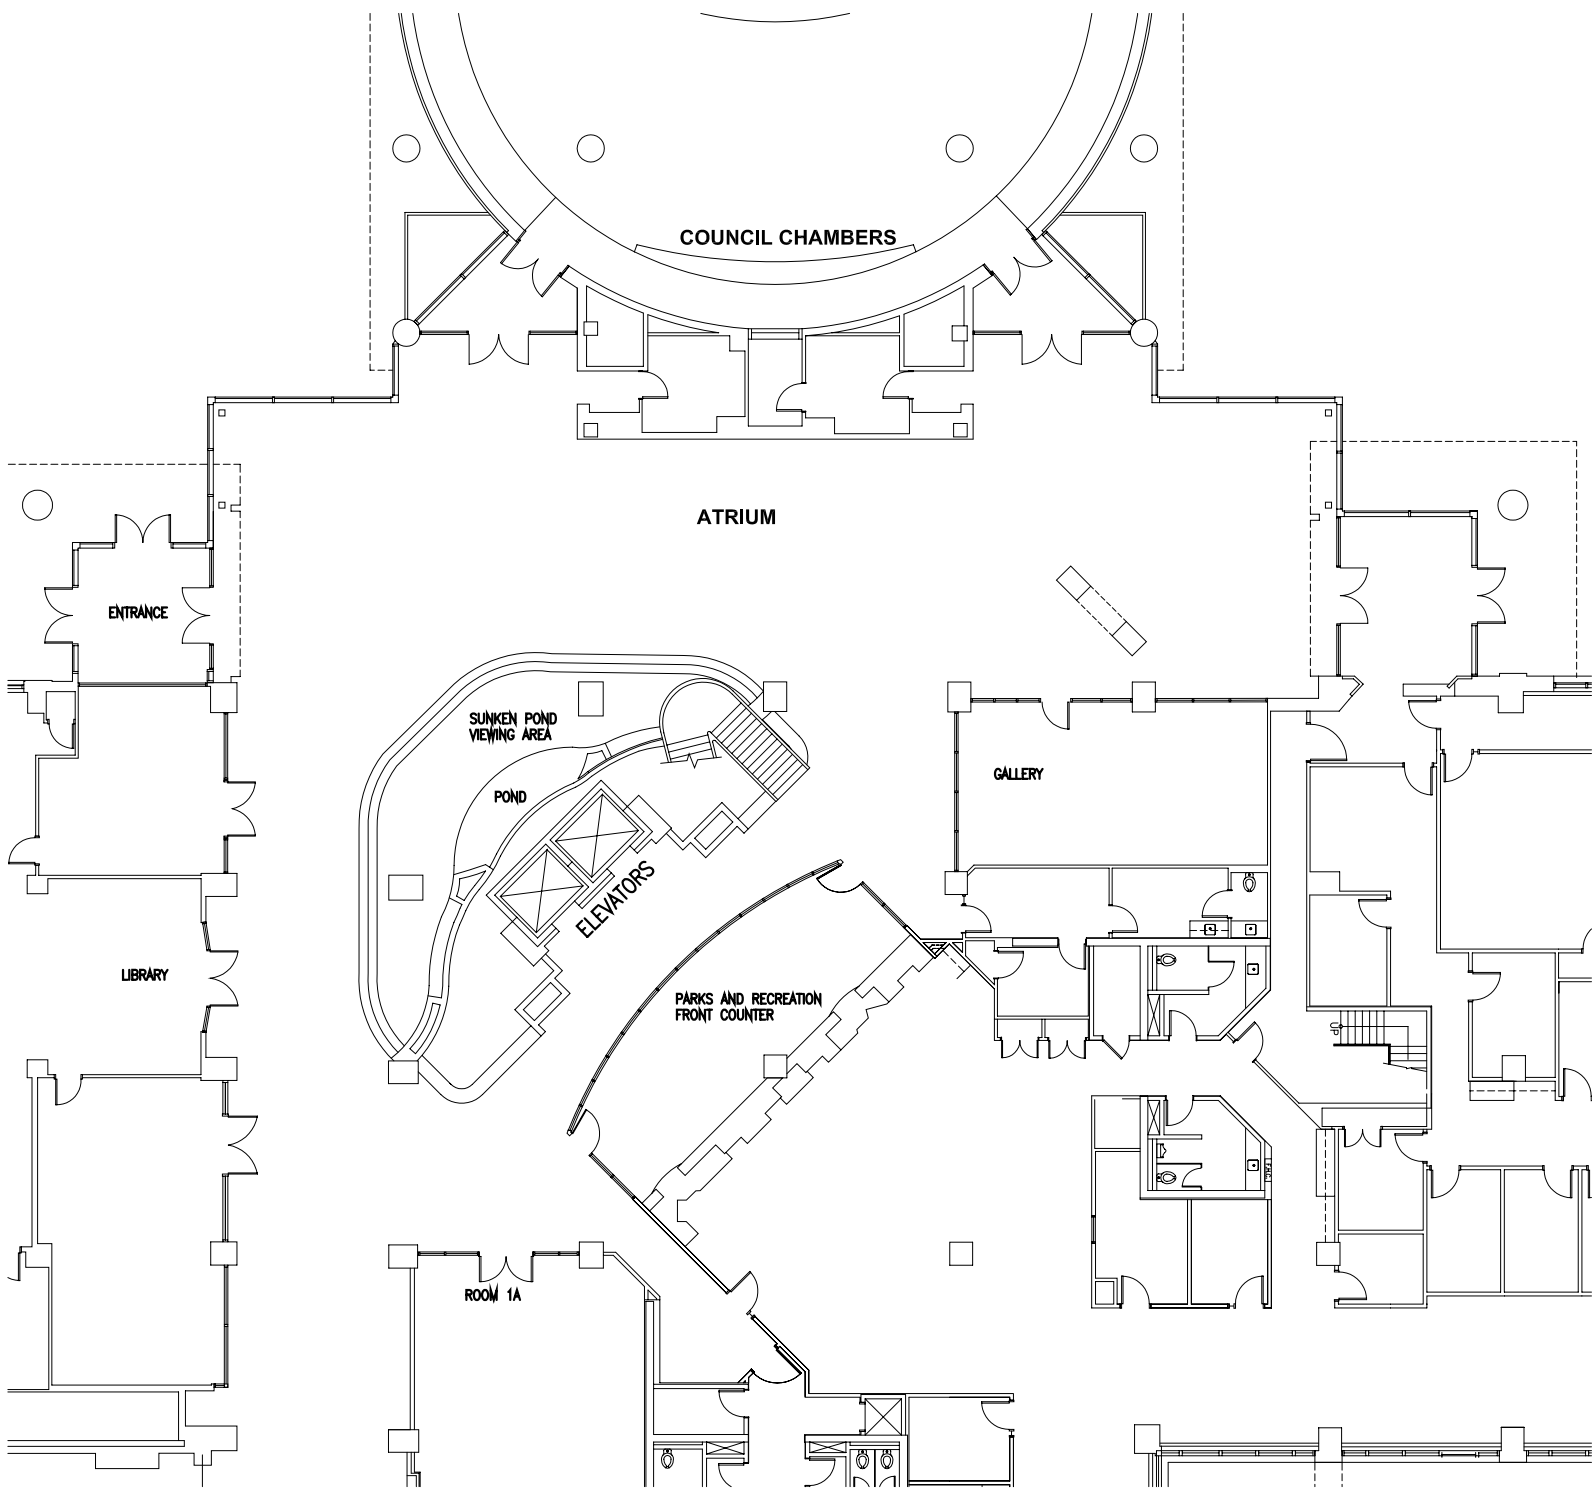 COUNCIL CHAMBERS
ATRIUM
ENTRANCE
SUNKEN POND
VIEWING AREA
POND
GALLERY
ELEVATORS
LIBRARY
PARKS AND RECREATION
FRONT COUNTER
UP
ROOM 1A